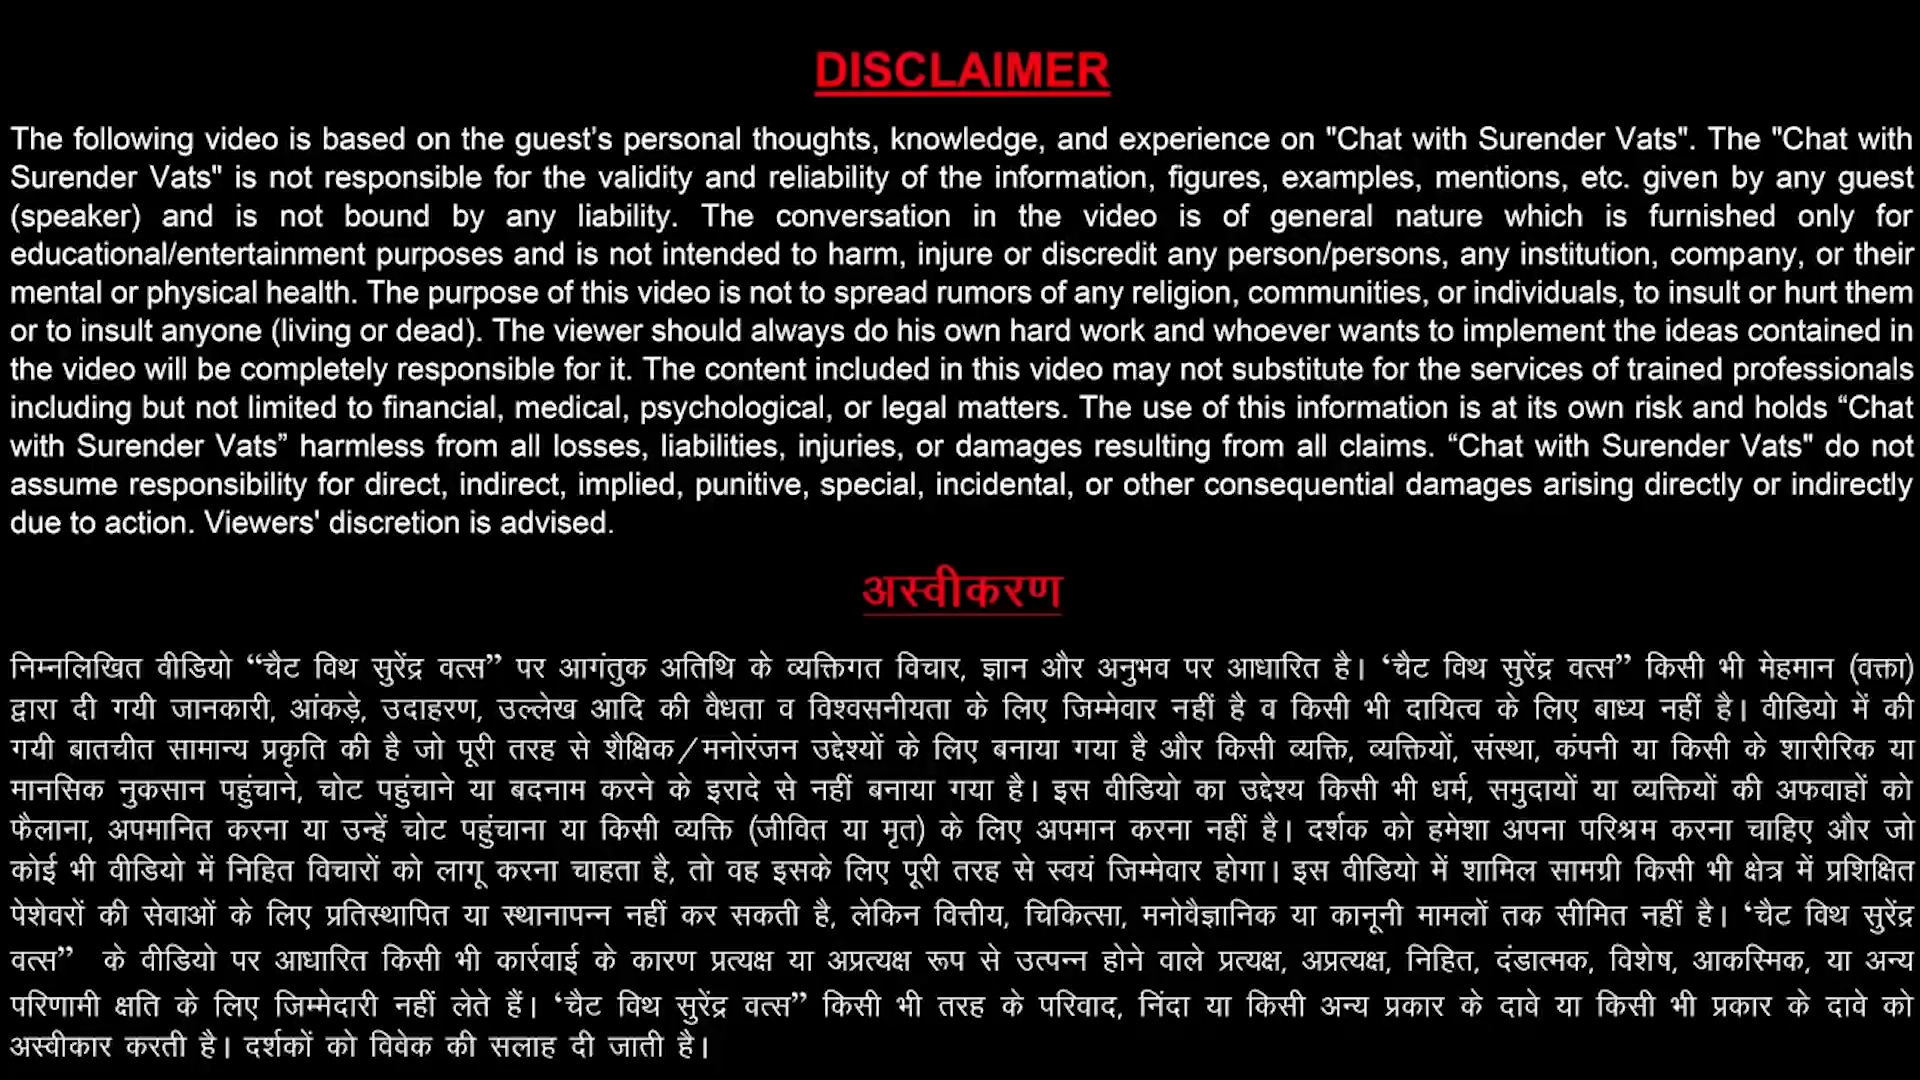 DISCLAIMER
The following video is based on the guest's personal thoughts, knowledge, and experience on "Chat with Surender Vats". The "Chat with
Surender Vats" is not responsible for the validity and reliability of the information, figures, examples, mentions, etc. given by any guest
(speaker) and is not bound by any liability. The conversation in the video is of general nature which is furnished only for
educational/entertainment purposes and is not intended to harm, injure or discredit any person/persons, any institution, company, or their
mental or physical health. The purpose of this video is not to spread rumors of any religion, communities, or individuals, to insult or hurt them
or to insult anyone (living or dead). The viewer should always do his own hard work and whoever wants to implement the ideas contained in
the video will be completely responsible for it. The content included in this video may not substitute for the services of trained professionals
including but not limited to financial, medical, psychological, or legal matters. The use of this information is at its own risk and holds “Chat
with Surender Vats” harmless from all losses, liabilities, injuries, or damages resulting from all claims. “Chat with Surender Vats" do not
assume responsibility for direct, indirect, implied, punitive, special, incidental, or other consequential damages arising directly or indirectly
due to action. Viewers' discretion is advised.
अस्वीकरण
निम्नलिखित वीडियो “चैट विथ सुरेंद्र वत्स” पर आगंतुक अतिथि के व्यक्तिगत विचार, ज्ञान और अनुभव पर आधारित है। ‘चैट विथ सुरेंद्र वत्स” किसी भी मेहमान (वक्ता)
द्वारा दी गयी जानकारी, आंकड़े, उदाहरण, उल्लेख आदि की वैधता व विश्वसनीयता के लिए जिम्मेवार नहीं है व किसी भी दायित्व के लिए बाध्य नहीं है। वीडियो में की
गयी बातचीत सामान्य प्रकृति की है जो पूरी तरह से शैक्षिक/मनोरंजन उद्देश्यों के लिए बनाया गया है और किसी व्यक्ति, व्यक्तियों, संस्था, कंपनी या किसी के शारीरिक या
मानसिक नुकसान पहुंचाने, चोट पहुंचाने या बदनाम करने के इरादे से नहीं बनाया गया है। इस वीडियो का उद्देश्य किसी भी धर्म, समुदायों या व्यक्तियों की अफवाहों को
फैलाना, अपमानित करना या उन्हें चोट पहुंचाना या किसी व्यक्ति (जीवित या मृत) के लिए अपमान करना नहीं है। दर्शक को हमेशा अपना परिश्रम करना चाहिए और जो
कोई भी वीडियो में निहित विचारों को लागू करना चाहता है, तो वह इसके लिए पूरी तरह से स्वयं जिम्मेवार होगा। इस वीडियो में शामिल सामग्री किसी भी क्षेत्र में प्रशिक्षित
पेशेवरों की सेवाओं के लिए प्रतिस्थापित या स्थानापन्न नहीं कर सकती है, लेकिन वित्तीय, चिकित्सा, मनोवैज्ञानिक या कानूनी मामलों तक सीमित नहीं है। ‘चैट विथ सुरेंद्र
वत्स” के वीडियो पर आधारित किसी भी कार्रवाई के कारण प्रत्यक्ष या अप्रत्यक्ष रूप से उत्पन्न होने वाले प्रत्यक्ष, अप्रत्यक्ष, निहित, दंडात्मक, विशेष, आकस्मिक, या अन्य
परिणामी क्षति के लिए जिम्मेदारी नहीं लेते हैं। ‘चैट विथ सुरेंद्र वत्स” किसी भी तरह के परिवाद, निंदा या किसी अन्य प्रकार के दावे या किसी भी प्रकार के दावे को
अस्वीकार करती है। दर्शकों को विवेक की सलाह दी जाती है।